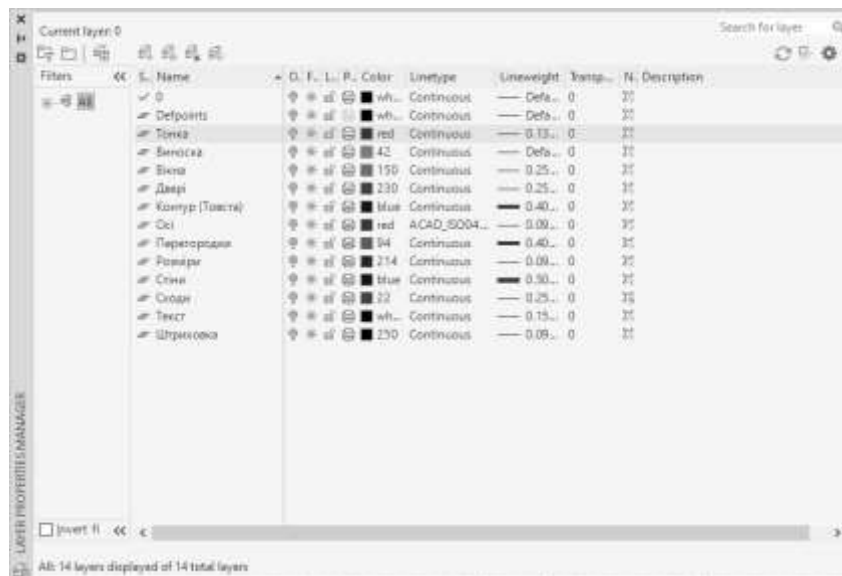 Current layer: 0
Search for layer
Filters
S.. Name O. F.. L.. P.. Color Linetype Lineweight Transp... N. Description
All
0 wh... Continuous Defa... 0
Defpoints wh... Continuous Defa... 0
Тонка red Continuous 0.13... 0
Виноска 42 Continuous Defa... 0
Вікна 150 Continuous 0.25... 0
Двері 230 Continuous 0.25... 0
Контур (Товста) blue Continuous 0.40... 0
Осі red ACAD_ISO04... 0.09... 0
Перегородки 94 Continuous 0.40... 0
Розміри 214 Continuous 0.09... 0
Стіни blue Continuous 0.50... 0
Сходи 22 Continuous 0.25... 0
Текст wh... Continuous 0.15... 0
Штриховка 250 Continuous 0.09... 0
Invert fi
All: 14 layers displayed of 14 total layers
LAYER PROPERTIES MANAGER